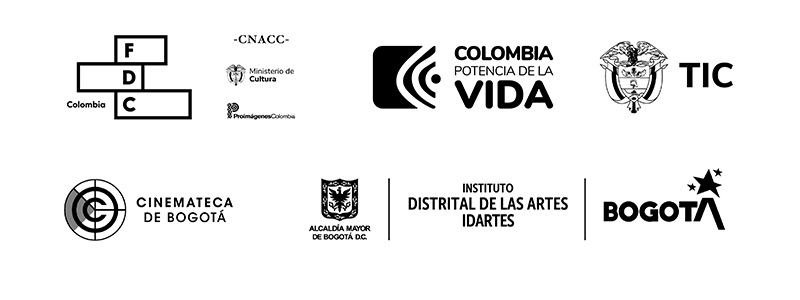 F
D
Colombia C
-CNACC-
Ministerio de
Cultura
ProimágenesColombia
COLOMBIA
POTENCIA DE LA
VIDA
TIC
CINEMATECA
DE BOGOTÁ
ALCALDÍA MAYOR
DE BOGOTÁ D.C.
INSTITUTO
DISTRITAL DE LAS ARTES
IDARTES
BOGOTÁ